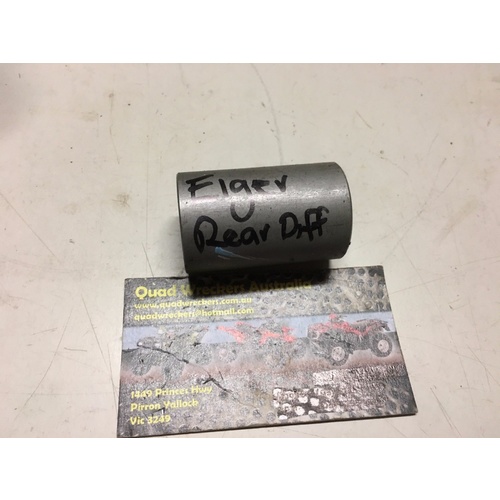 Flger
U
Rear Diff
Quad Wreckers Australia
www.quadwreckers.com.au
quadwreckers@hotmail.com
1449 Princes Hwy
Pirron Yallock
Vic 3249